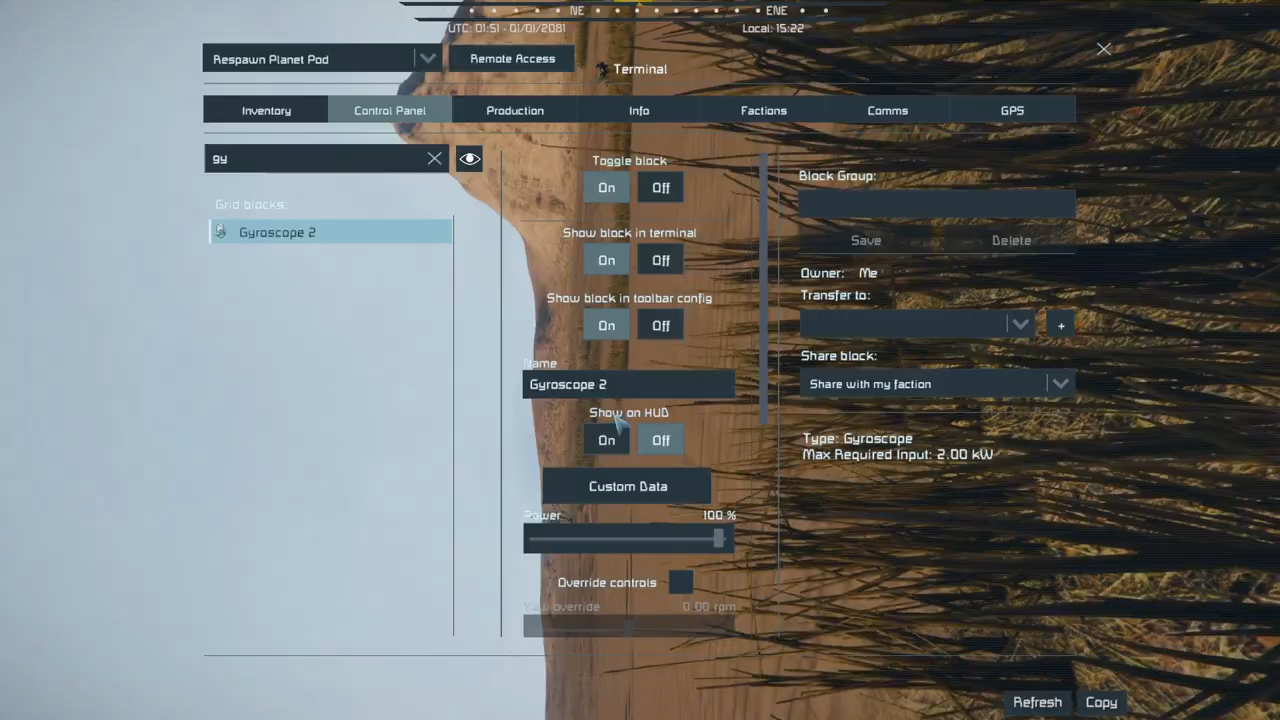 NE
ENE
UTC: 01:51 - 01/01/2081
Local: 15:22
Respawn Planet Pod
Remote Access
Terminal
Inventory
Control Panel
Production
Info
Factions
Comms
GPS
gy
Grid blocks:
Gyroscope 2
Toggle block
On
Off
Show block in terminal
On
Off
Show block in toolbar config
On
Off
Name
Gyroscope 2
Show on HUD
On
Off
Custom Data
Power
100 %
Override controls
Yaw override
0.00 rpm
Block Group:
Save
Delete
Owner: Me
Transfer to:
+
Share block:
Share with my faction
Type: Gyroscope
Max Required Input: 2.00 kW
Refresh
Copy